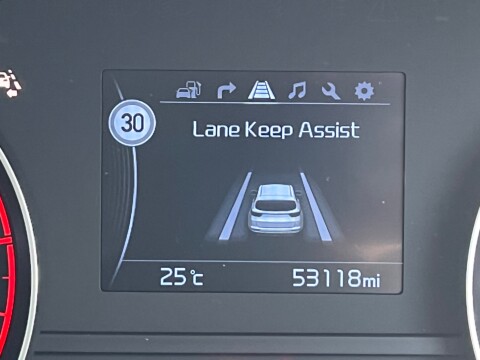 30
Lane Keep Assist
25°C
53118mi